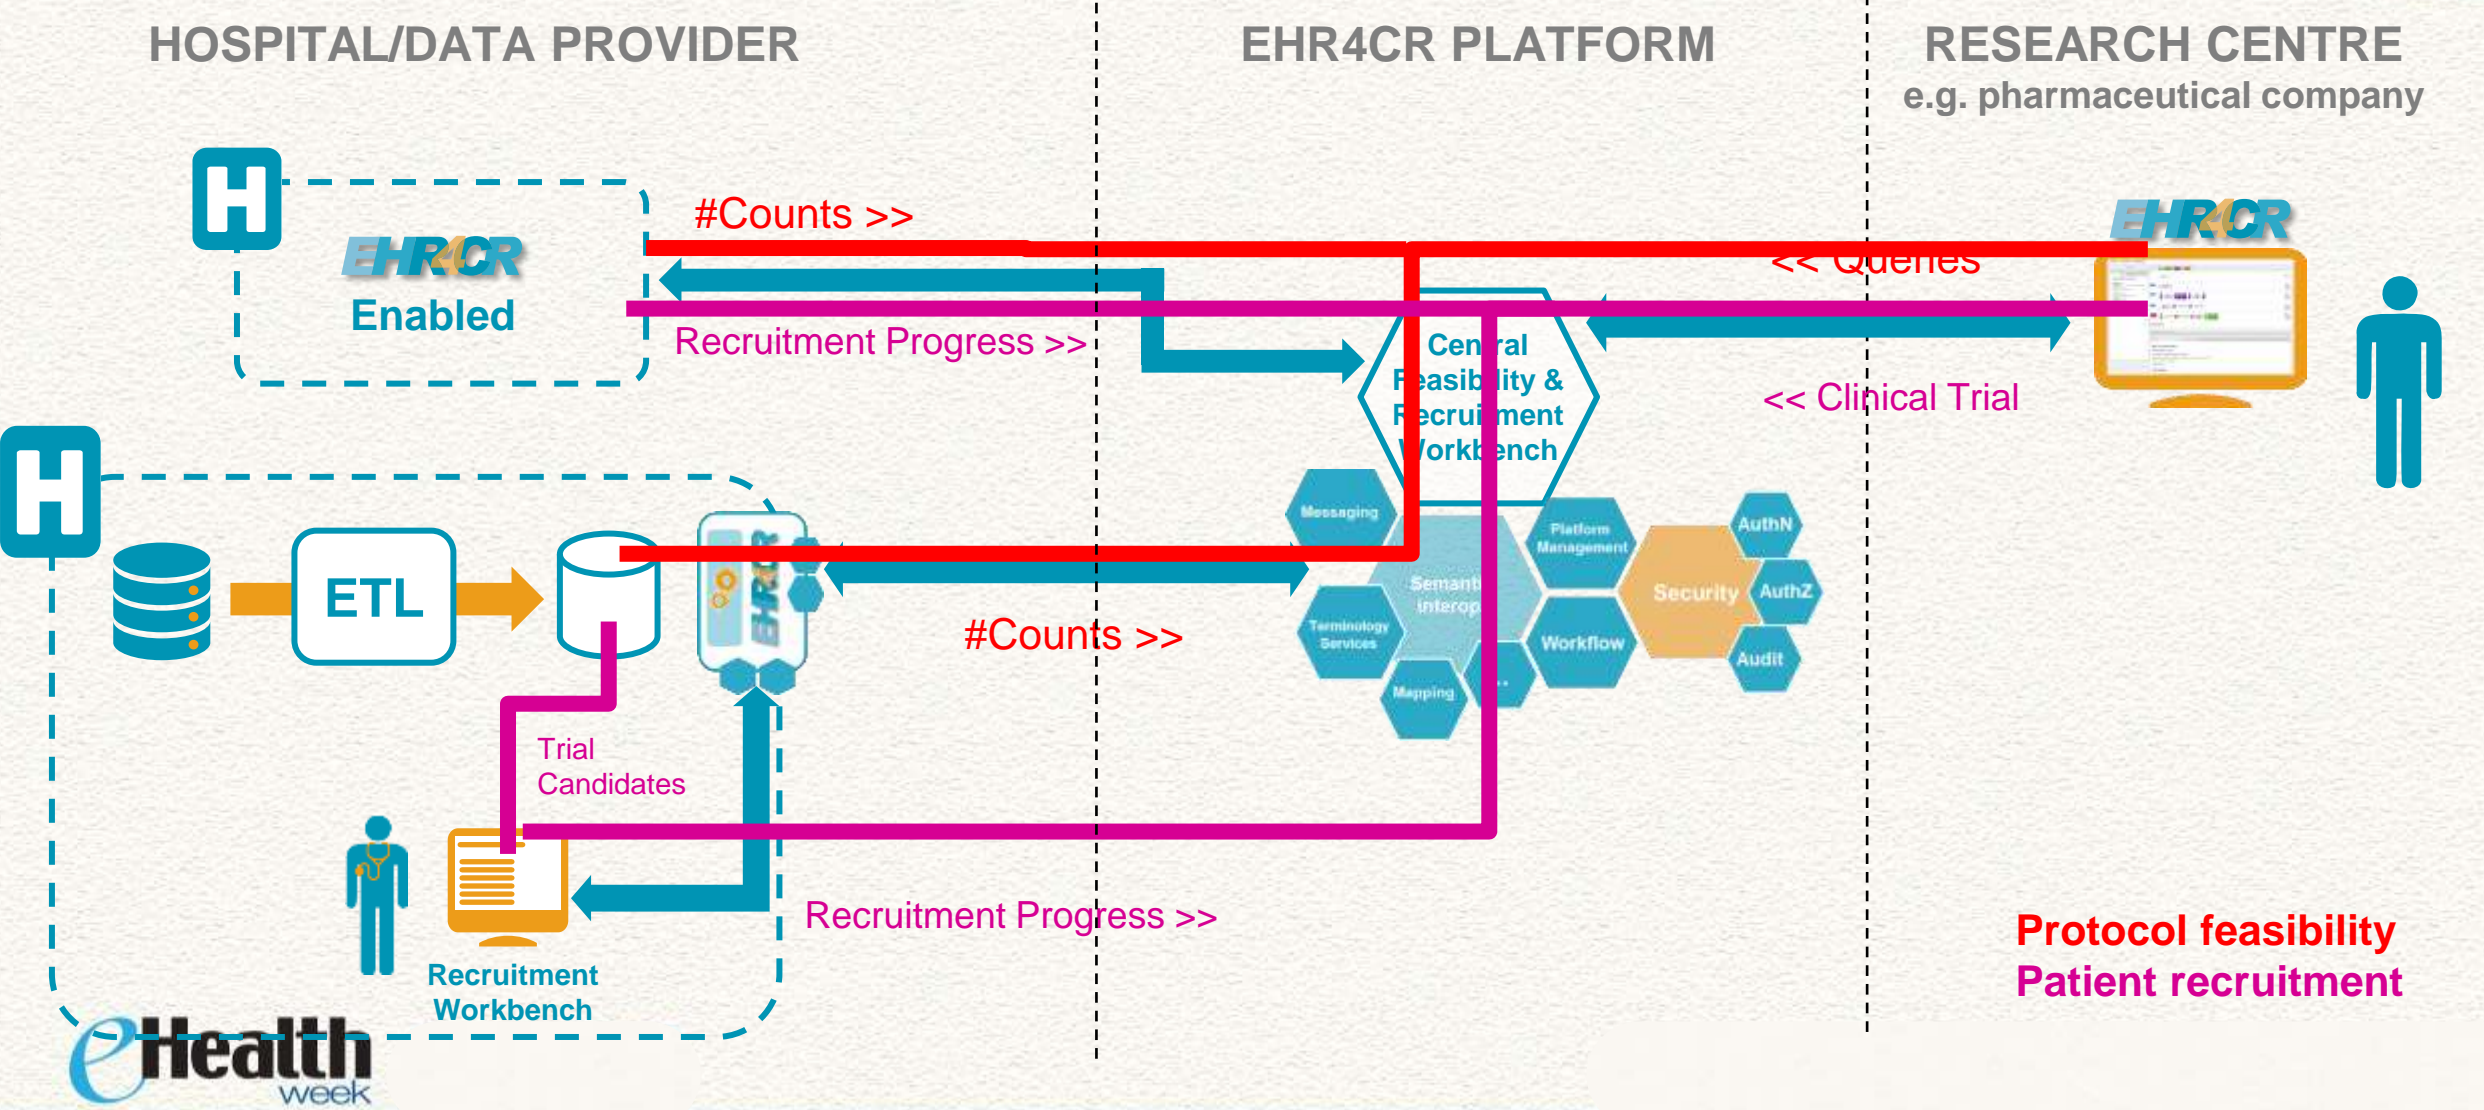 HOSPITAL/DATA PROVIDER
EHR4CR PLATFORM
RESEARCH CENTRE
e.g. pharmaceutical company
H
EHR4CR
Enabled
#Counts >>
Recruitment Progress >>
<< Queries
<< Clinical Trial
EHR4CR
Central
Feasibility &
Recruitment
Workbench
H
ETL
EHR4CR
#Counts >>
Messaging
Terminology
Services
Mapping
Platform
Management
Workflow
Security
AuthN
AuthZ
Audit
Trial
Candidates
Recruitment
Workbench
Recruitment Progress >>
Protocol feasibility
Patient recruitment
eHealth
week